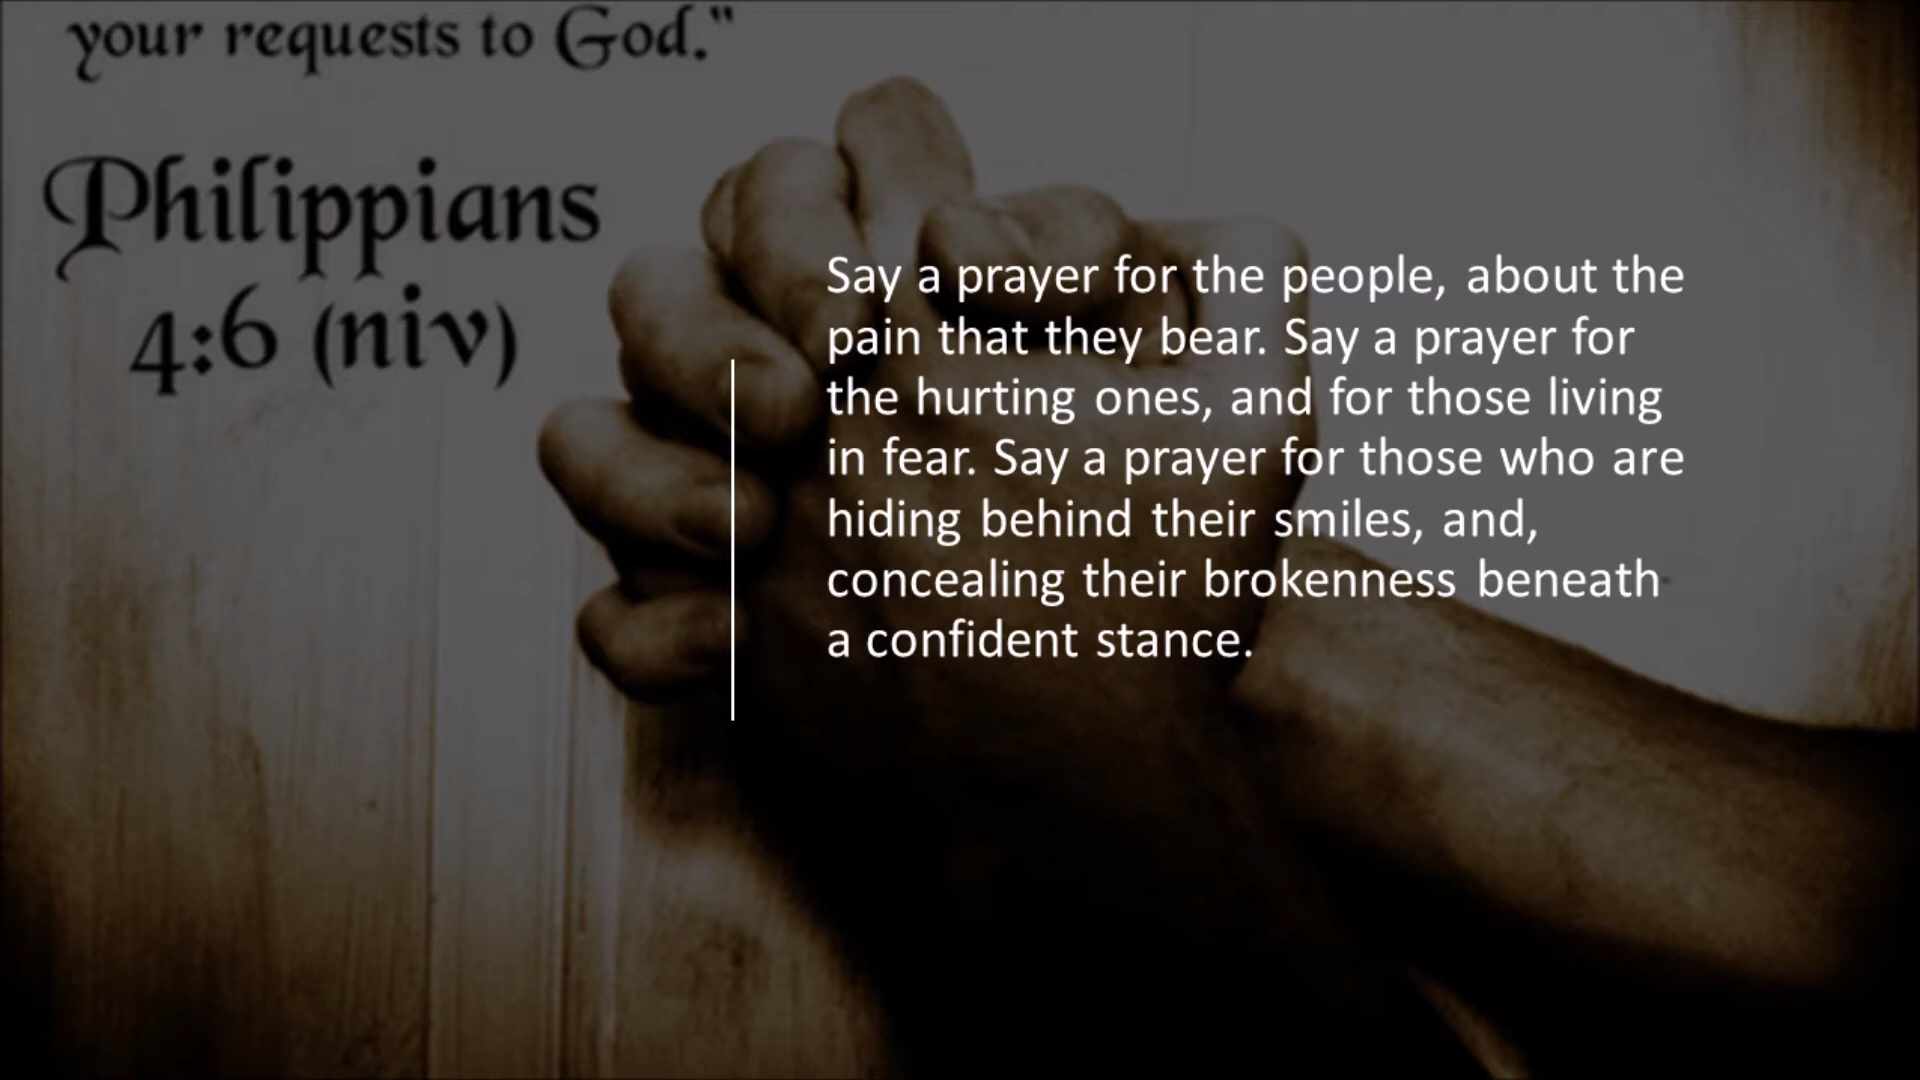 your requests to God."
Philippians
4:6 (niv)
Say a prayer for the people, about the
pain that they bear. Say a prayer for
the hurting ones, and for those living
in fear. Say a prayer for those who are
hiding behind their smiles, and,
concealing their brokenness beneath
a confident stance.